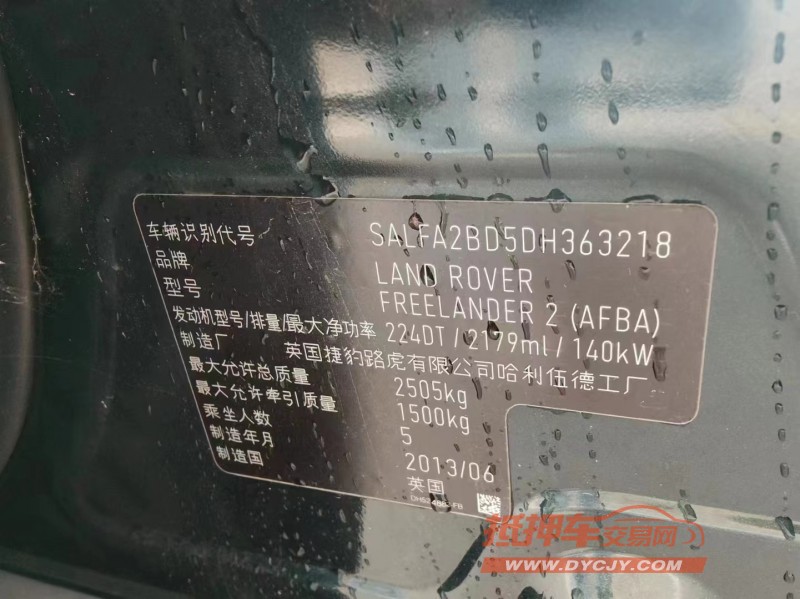 车辆识别代号 SALFA2BD5DH363218
品牌 LAND ROVER
型号 FREELANDER 2 (AFBA)
发动机型号/排量/最大净功率 224DT / 2179ml / 140kW
制造厂 英国捷豹路虎有限公司哈利伍德工厂
最大允许总质量 2505kg
最大允许牵引质量 1500kg
乘坐人数 5
制造年月 2013/06
制造国 英国
抵押车交易网
WWW.DYCJY.COM